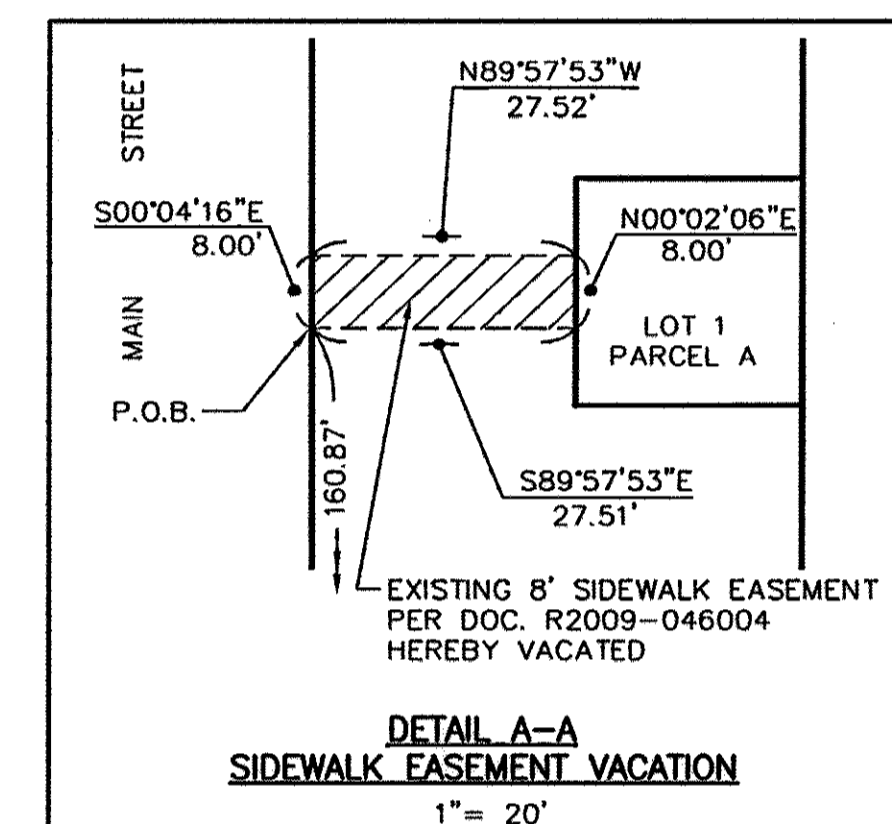 STREET
MAIN
N89°57'53"W
27.52'
S00°04'16"E
8.00'
N00°02'06"E
8.00'
LOT 1
PARCEL A
P.O.B.
160.87'
S89°57'53"E
27.51'
EXISTING 8' SIDEWALK EASEMENT
PER DOC. R2009-046004
HEREBY VACATED
DETAIL A-A
SIDEWALK EASEMENT VACATION
1"= 20'